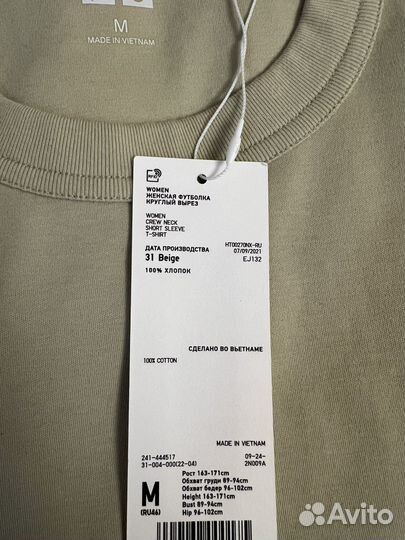 M
MADE IN VIETNAM
RFID
WOMEN
ЖЕНСКАЯ ФУТБОЛКА
КРУГЛЫЙ ВЫРЕЗ
WOMEN
CREW NECK
SHORT SLEEVE
T-SHIRT
HT00270NX-RU
ДАТА ПРОИЗВОДСТВА 07/09/2021
31 Beige EJ132
100% ХЛОПОК
СДЕЛАНО ВО ВЬЕТНАМЕ
100% COTTON
MADE IN VIETNAM
241-444517 09-24-
31-004-000(22-04) 2N009A
M
(RU46)
Рост 163-171cm
Обхват груди 89-94cm
Обхват бедер 96-102cm
Height 163-171cm
Bust 89-94cm
Hip 96-102cm
Avito